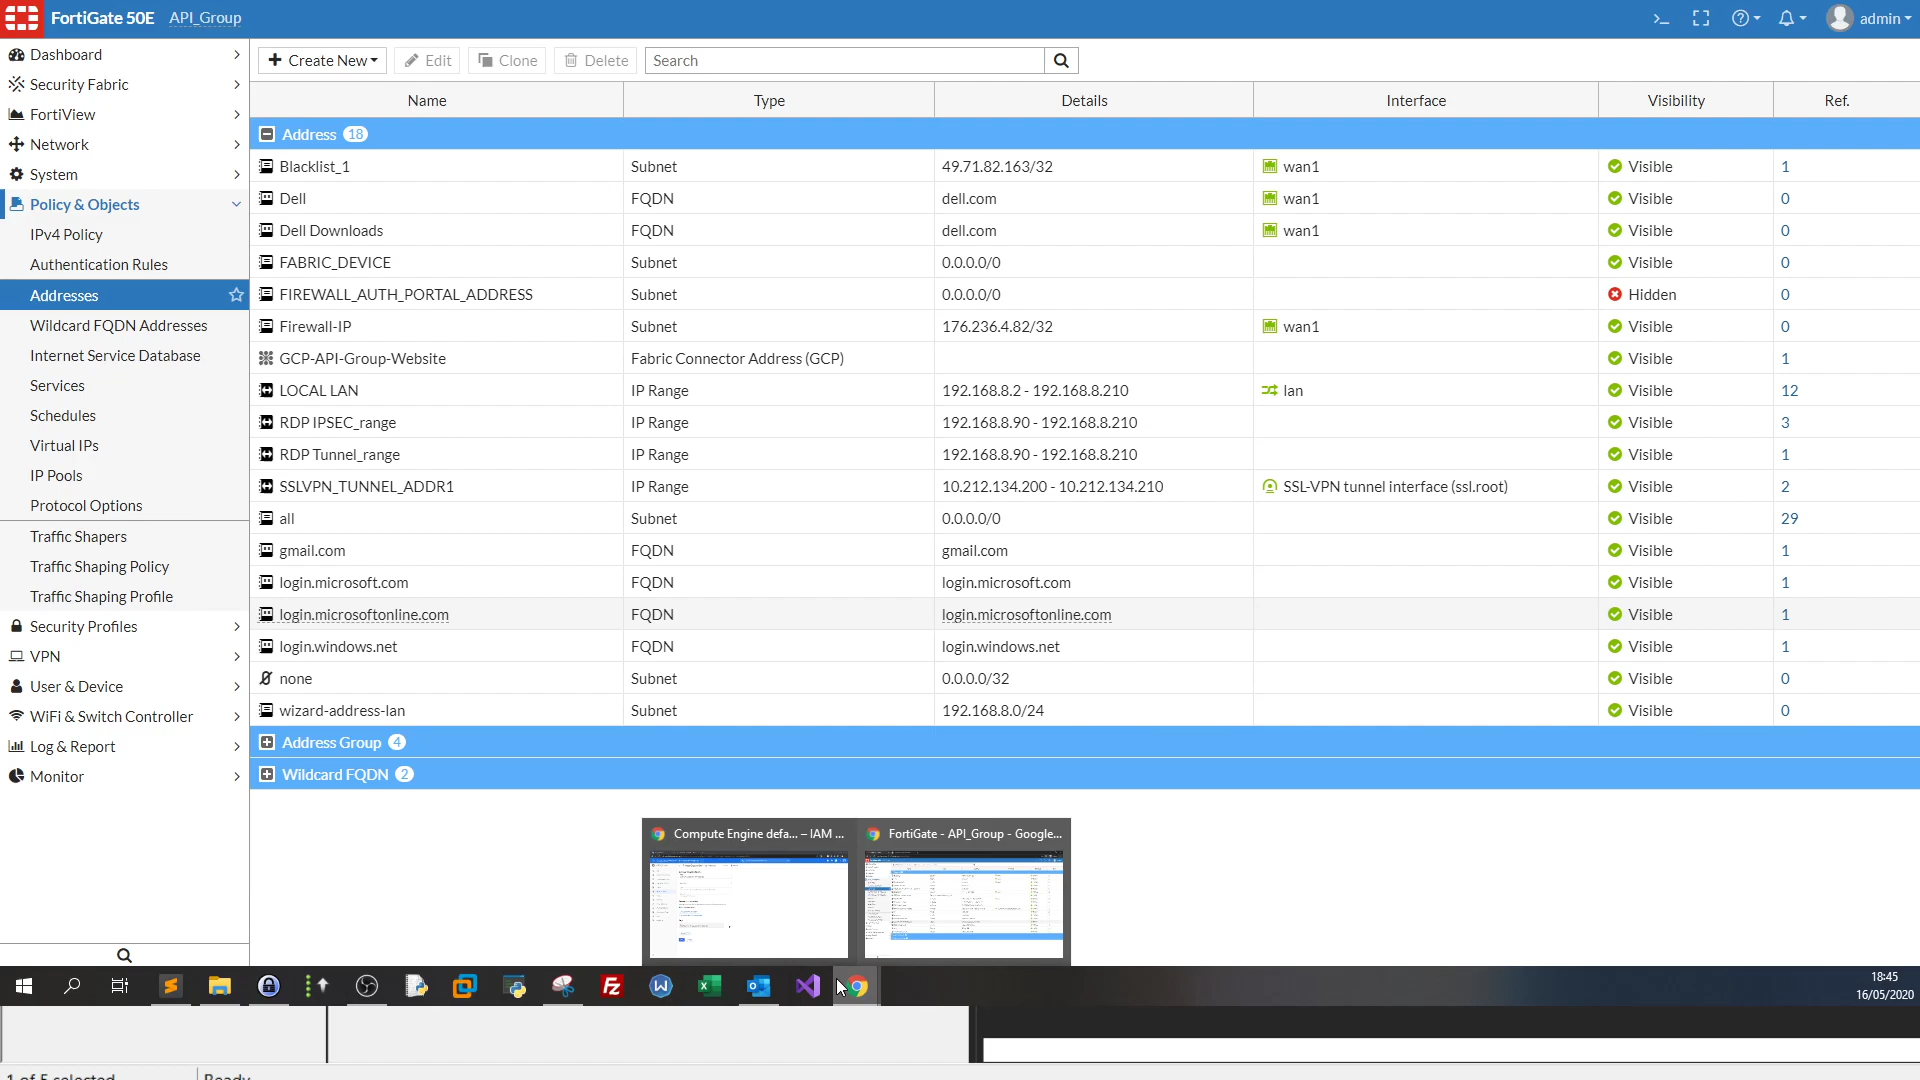 FortiGate 50E API_Group admin
Dashboard
Security Fabric
FortiView
Network
System
Policy & Objects
IPv4 Policy
Authentication Rules
Addresses
Wildcard FQDN Addresses
Internet Service Database
Services
Schedules
Virtual IPs
IP Pools
Protocol Options
Traffic Shapers
Traffic Shaping Policy
Traffic Shaping Profile
Security Profiles
VPN
User & Device
WiFi & Switch Controller
Log & Report
Monitor
Create New Edit Clone Delete Search
Name Type Details Interface Visibility Ref.
Address 18
Blacklist_1 Subnet 49.71.82.163/32 wan1 Visible 1
Dell FQDN dell.com wan1 Visible 0
Dell Downloads FQDN dell.com wan1 Visible 0
FABRIC_DEVICE Subnet 0.0.0.0/0 Visible 0
FIREWALL_AUTH_PORTAL_ADDRESS Subnet 0.0.0.0/0 Hidden 0
Firewall-IP Subnet 176.236.4.82/32 wan1 Visible 0
GCP-API-Group-Website Fabric Connector Address (GCP) Visible 1
LOCAL LAN IP Range 192.168.8.2 - 192.168.8.210 lan Visible 12
RDP IPSEC_range IP Range 192.168.8.90 - 192.168.8.210 Visible 3
RDP Tunnel_range IP Range 192.168.8.90 - 192.168.8.210 Visible 1
SSLVPN_TUNNEL_ADDR1 IP Range 10.212.134.200 - 10.212.134.210 SSL-VPN tunnel interface (ssl.root) Visible 2
all Subnet 0.0.0.0/0 Visible 29
gmail.com FQDN gmail.com Visible 1
login.microsoft.com FQDN login.microsoft.com Visible 1
login.microsoftonline.com FQDN login.microsoftonline.com Visible 1
login.windows.net FQDN login.windows.net Visible 1
none Subnet 0.0.0.0/32 Visible 0
wizard-address-lan Subnet 192.168.8.0/24 Visible 0
Address Group 4
Wildcard FQDN 2
Compute Engine defa... – IAM ... FortiGate - API_Group - Google...
18:45
16/05/2020
1 of 5 selected Ready